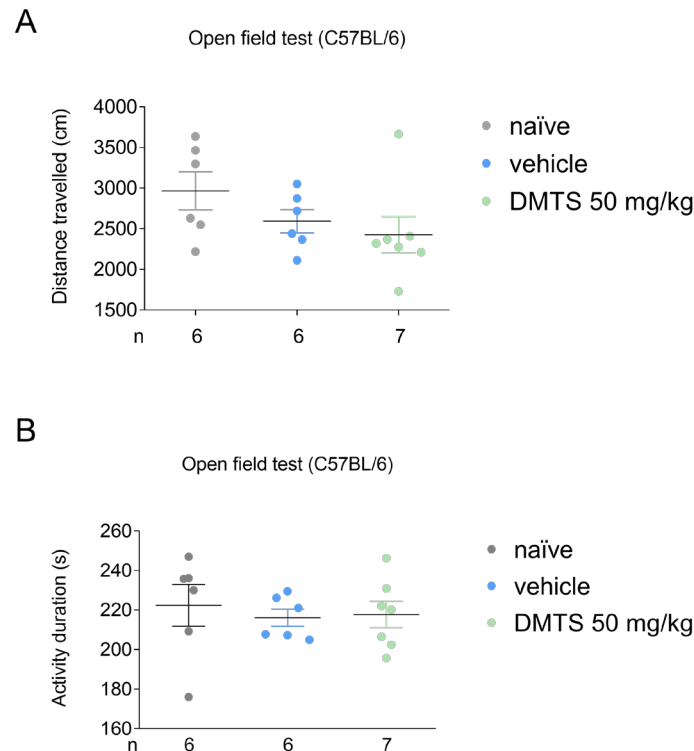 A
Open field test (C57BL/6)
Distance travelled (cm)
4000
3500
3000
2500
2000
1500
n 6 6 7
naïve
vehicle
DMTS 50 mg/kg
B
Open field test (C57BL/6)
Activity duration (s)
260
240
220
200
180
160
n 6 6 7
naïve
vehicle
DMTS 50 mg/kg